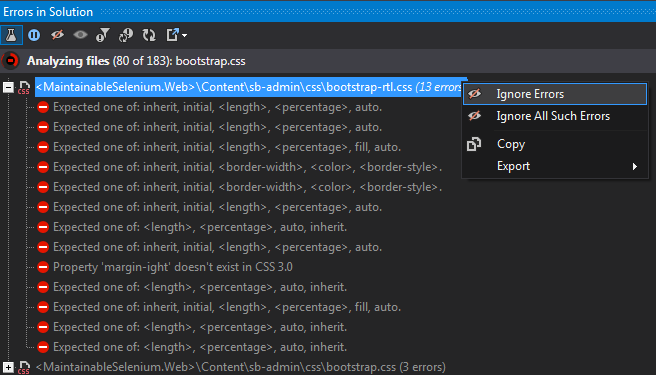 Errors in Solution
Analyzing files (80 of 183): bootstrap.css
<MaintainableSelenium.Web>\Content\sb-admin\css\bootstrap-rtl.css (13 errors
Ignore Errors
Ignore All Such Errors
Copy
Export
Expected one of: inherit, initial, <length>, <percentage>, auto.
Expected one of: inherit, initial, <length>, <percentage>, auto.
Expected one of: inherit, initial, <length>, <percentage>, fill, auto.
Expected one of: inherit, initial, <border-width>, <color>, <border-style>.
Expected one of: inherit, initial, <border-width>, <color>, <border-style>.
Expected one of: inherit, initial, <length>, <percentage>, auto.
Expected one of: <length>, <percentage>, auto, inherit.
Expected one of: inherit, initial, <length>, <percentage>, auto.
Property 'margin-ight' doesn't exist in CSS 3.0
Expected one of: <length>, <percentage>, auto, inherit.
Expected one of: inherit, initial, <length>, <percentage>, fill, auto.
Expected one of: <length>, <percentage>, auto, inherit.
Expected one of: <length>, <percentage>, auto, inherit.
<MaintainableSelenium.Web>\Content\sb-admin\css\bootstrap.css (3 errors)